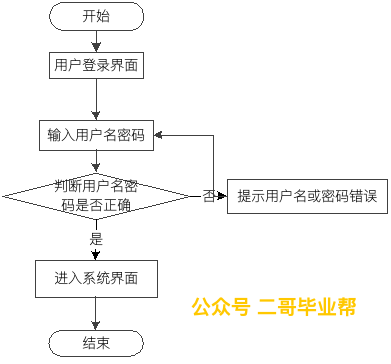 开始
用户登录界面
输入用户名密码
判断用户名密
码是否正确
否
提示用户名或密码错误
是
进入系统界面
公众号 二哥毕业帮
结束